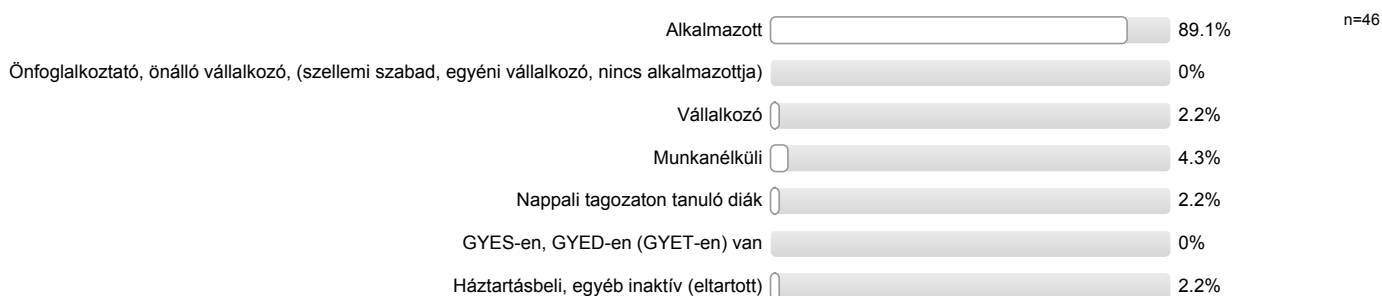 Alkalmazott 89.1% n=46
Önfoglalkoztató, önálló vállalkozó, (szellemi szabad, egyéni vállalkozó, nincs alkalmazottja) 0%
Vállalkozó 2.2%
Munkanélküli 4.3%
Nappali tagozaton tanuló diák 2.2%
GYES-en, GYED-en (GYET-en) van 0%
Háztartásbeli, egyéb inaktív (eltartott) 2.2%